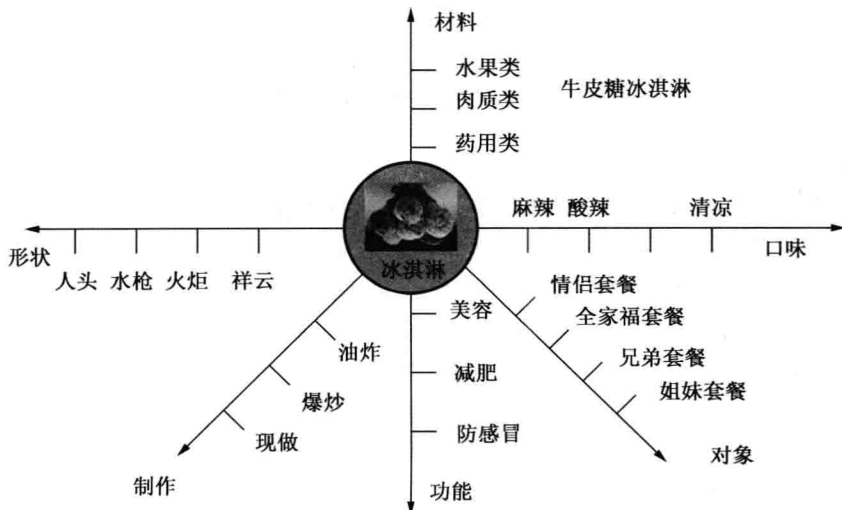 材料
水果类
肉质类
牛皮糖冰淇淋
药用类
麻辣 酸辣 清凉
口味
形状
人头 水枪 火炬 祥云
冰淇淋
情侣套餐
全家福套餐
兄弟套餐
姐妹套餐
对象
美容
减肥
防感冒
功能
油炸
爆炒
现做
制作